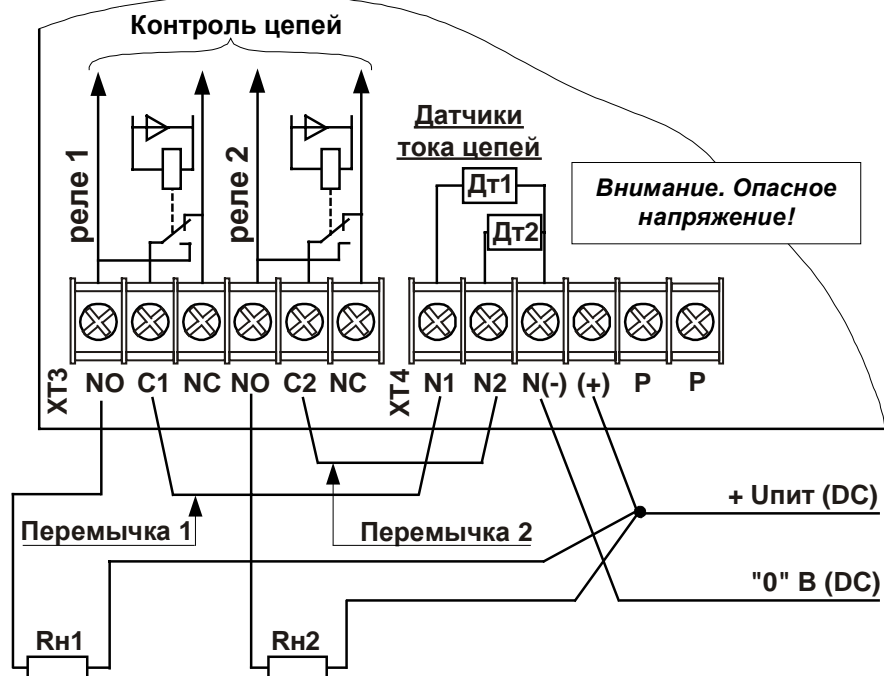 Контроль цепей
реле 1
реле 2
Датчики
тока цепей
Дт1
Дт2
Внимание. Опасное
напряжение!
XT3
NO C1 NC NO C2 NC
XT4
N1 N2 N(-) (+) P P
+ Uпит (DC)
Перемычка 1
Перемычка 2
"0" В (DC)
Rн1
Rн2